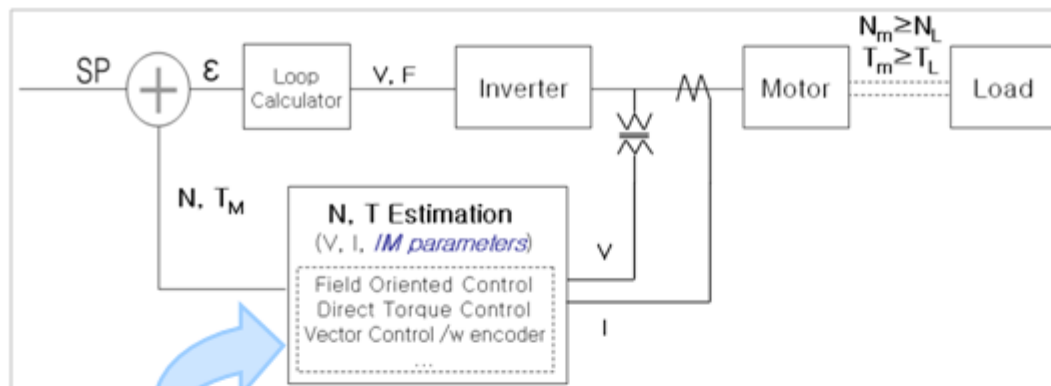 SP
+
ε
Loop
Calculator
V, F
Inverter
Motor
Nm≥NL
Tm≥TL
Load
N, TM
N, T Estimation
(V, I, IM parameters)
Field Oriented Control
Direct Torque Control
Vector Control /w encoder
...
V
I